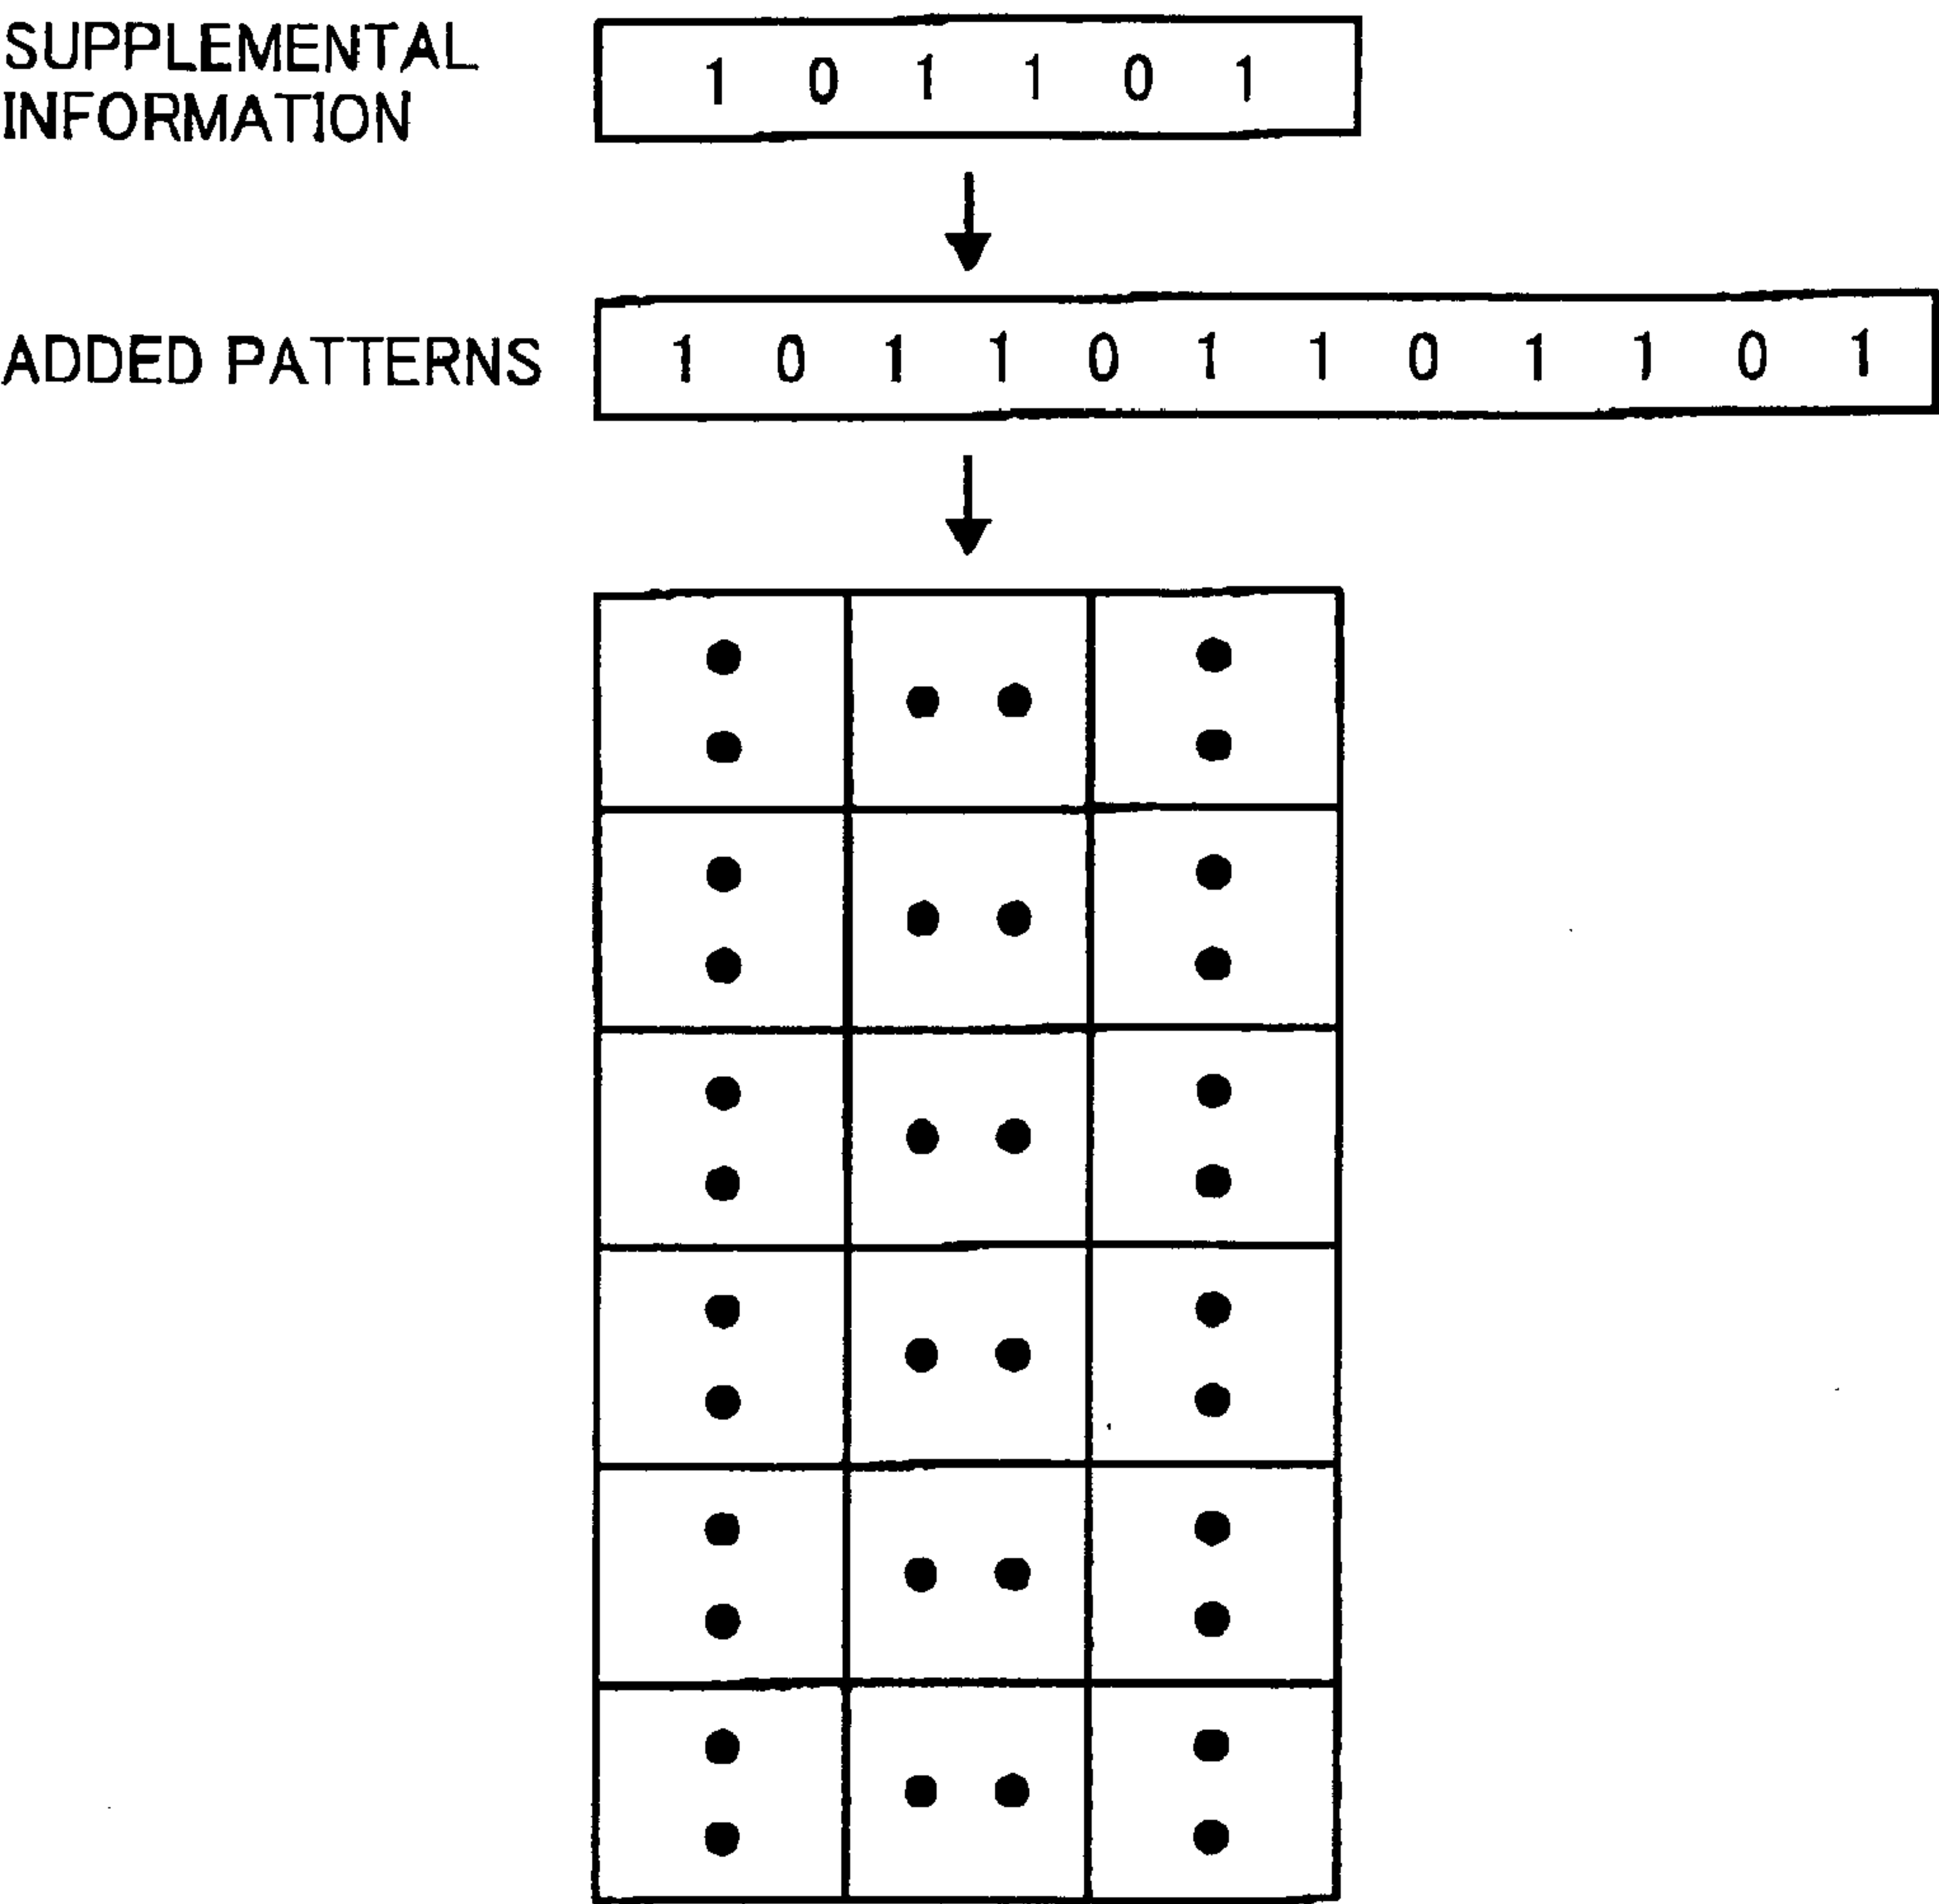 SUPPLEMENTAL
INFORMATION
1 0 1 1 0 1
ADDED PATTERNS
1 0 1 1 0 1 1 0 1 1 0 1